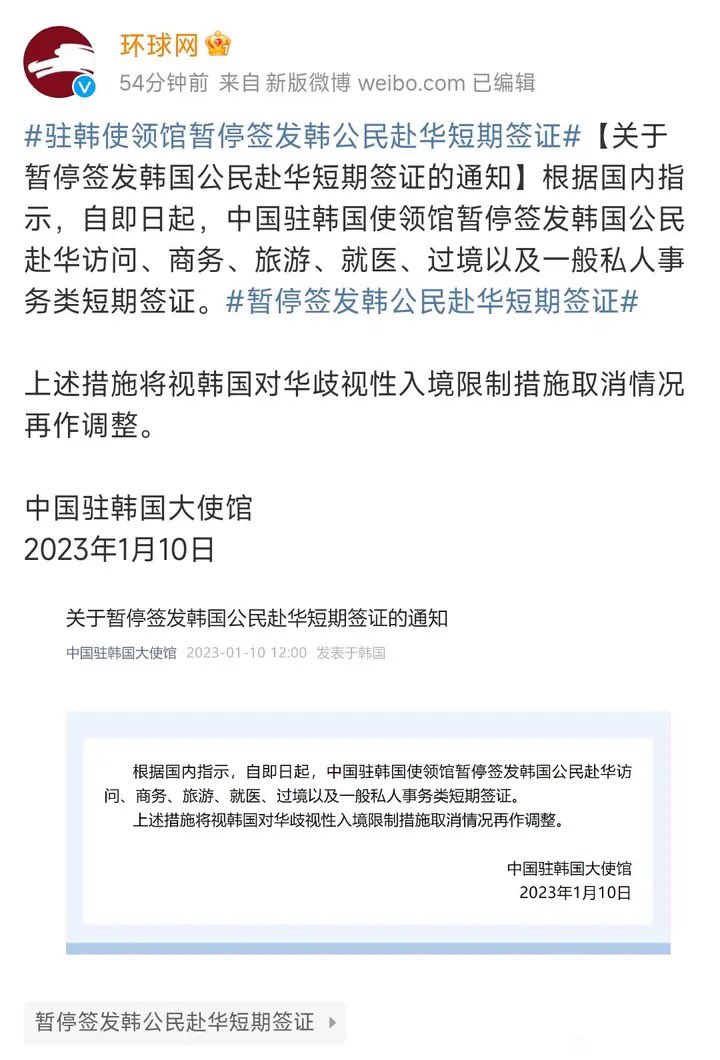 环球网
54分钟前 来自 新版微博 weibo.com 已编辑
#驻韩使领馆暂停签发韩公民赴华短期签证#【关于
暂停签发韩国公民赴华短期签证的通知】根据国内指
示，自即日起，中国驻韩国使领馆暂停签发韩国公民
赴华访问、商务、旅游、就医、过境以及一般私人事
务类短期签证。#暂停签发韩公民赴华短期签证#
上述措施将视韩国对华歧视性入境限制措施取消情况
再作调整。
中国驻韩国大使馆
2023年1月10日
关于暂停签发韩国公民赴华短期签证的通知
中国驻韩国大使馆 2023-01-10 12:00 发表于韩国
根据国内指示，自即日起，中国驻韩国使领馆暂停签发韩国公民赴华访
问、商务、旅游、就医、过境以及一般私人事务类短期签证。
上述措施将视韩国对华歧视性入境限制措施取消情况再作调整。
中国驻韩国大使馆
2023年1月10日
暂停签发韩公民赴华短期签证